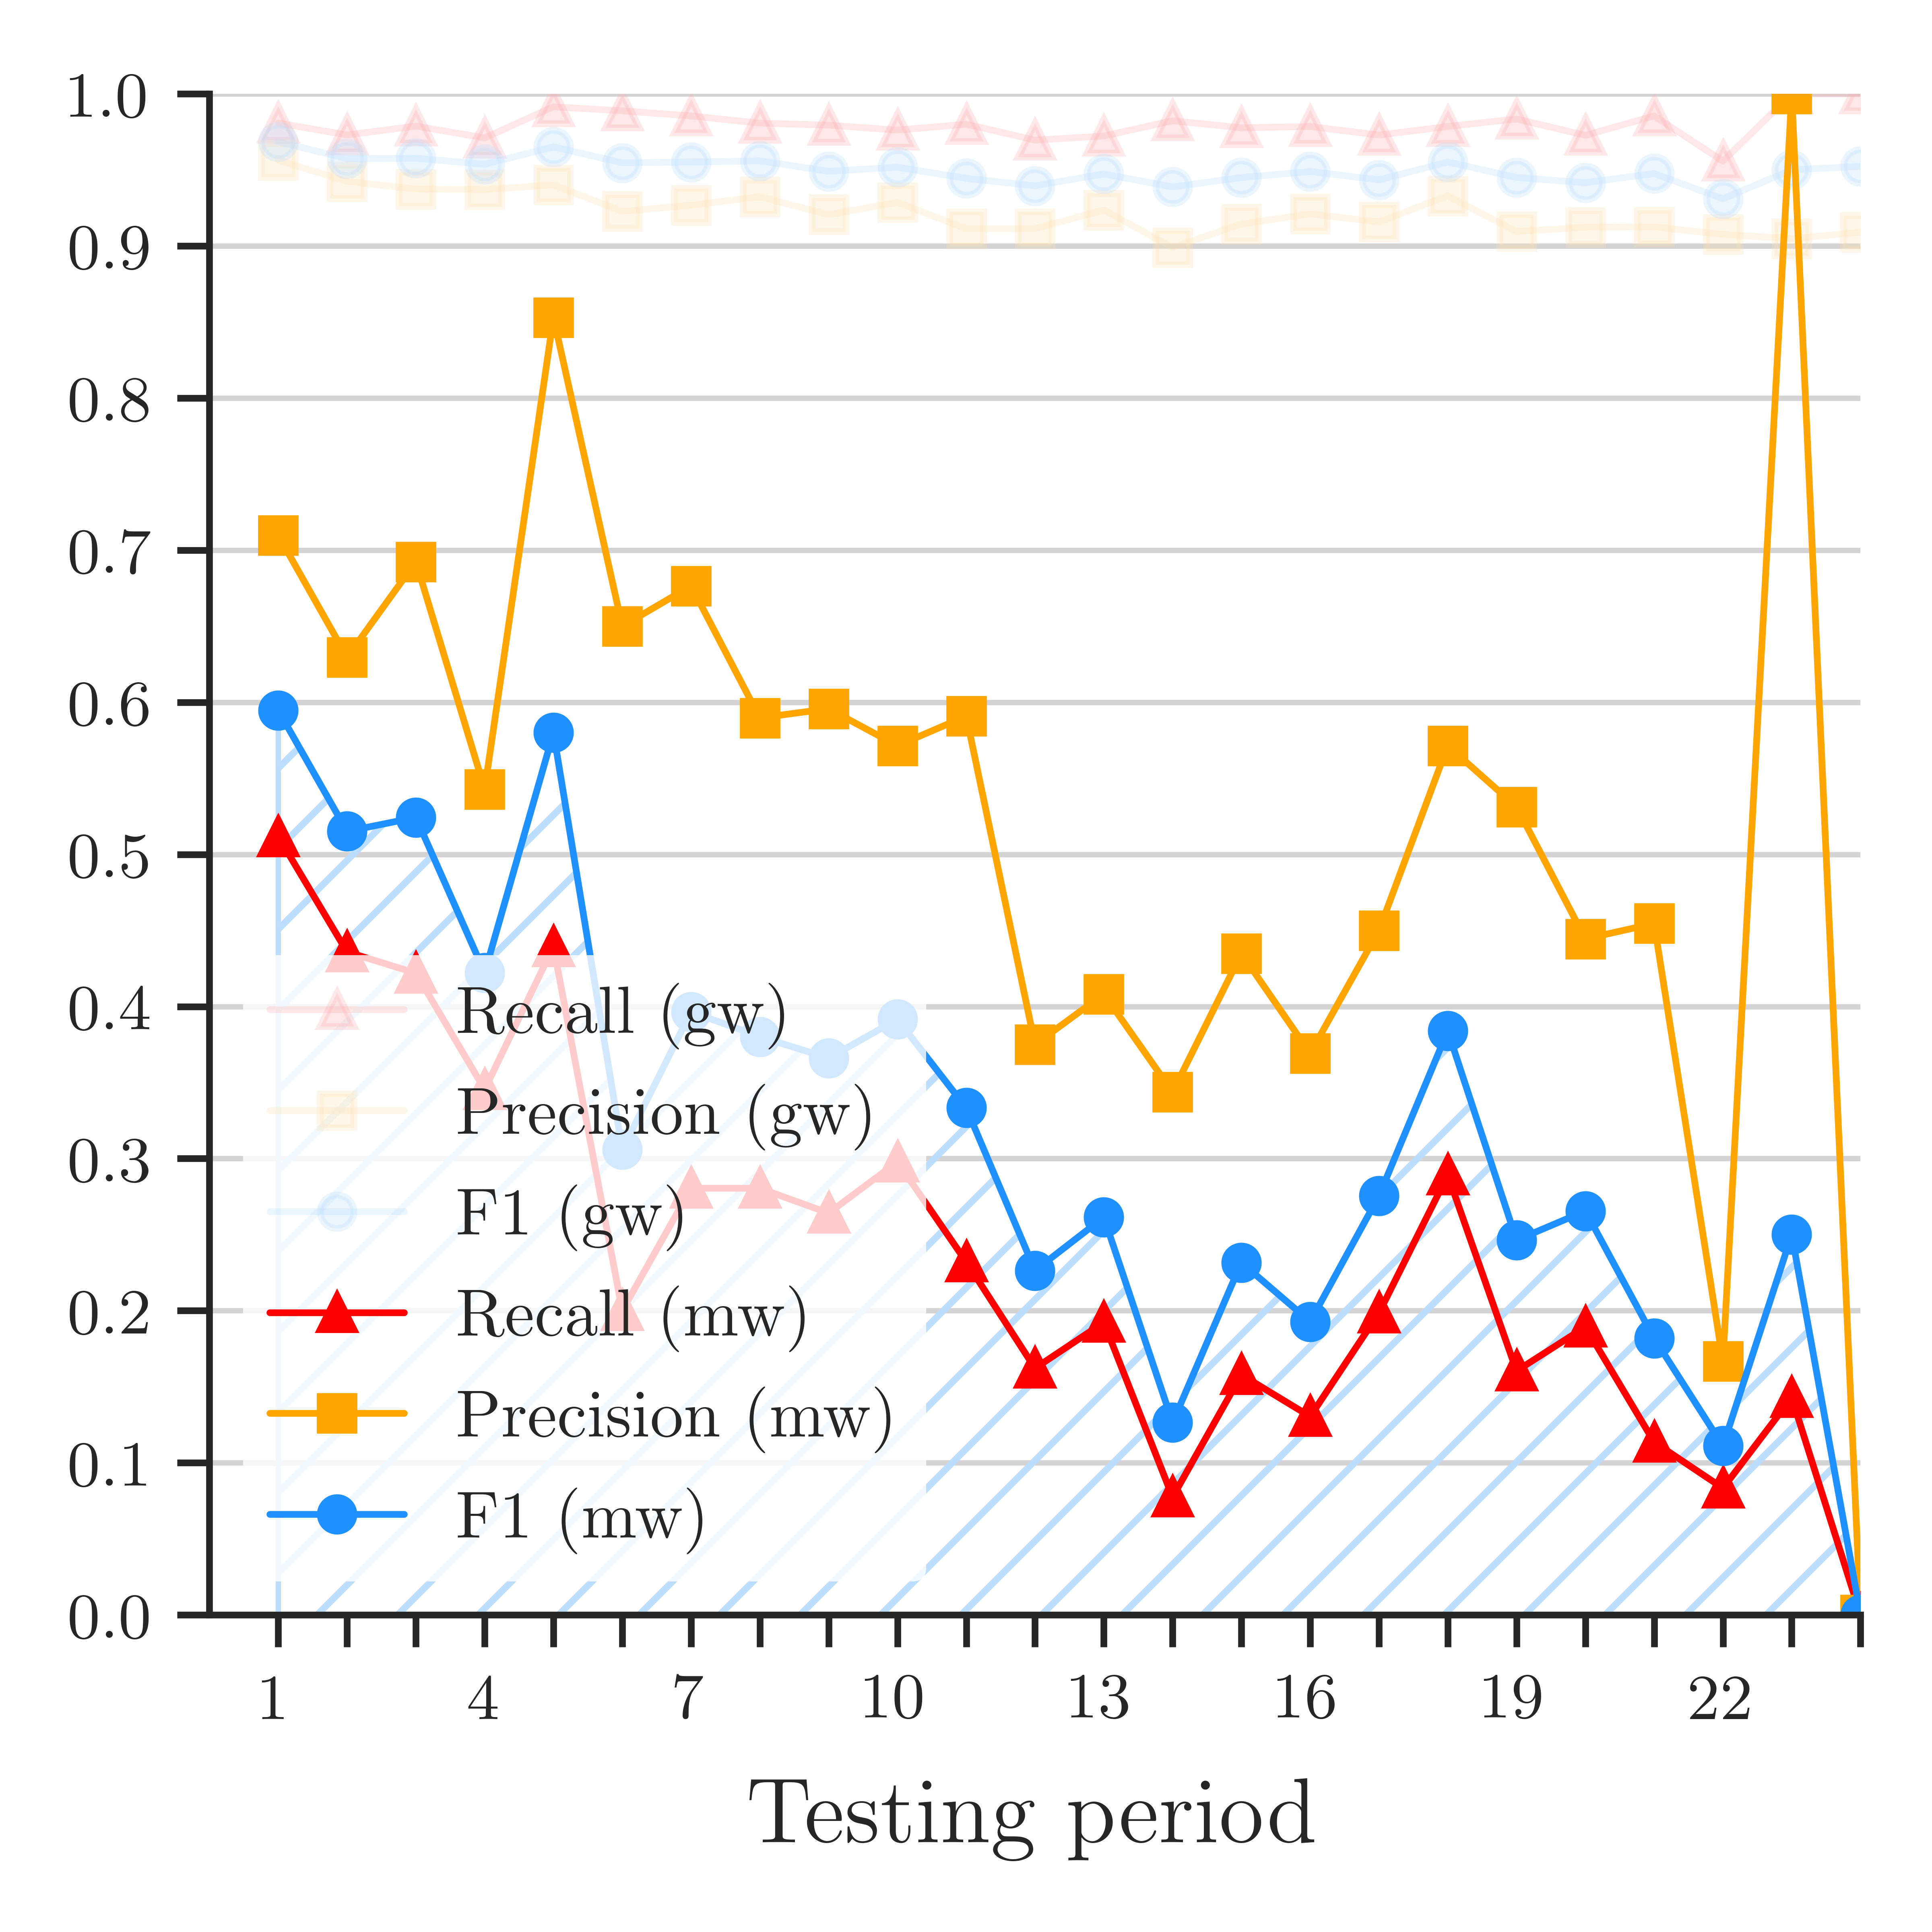 1.0
0.9
0.8
0.7
0.6
0.5
0.4
0.3
0.2
0.1
0.0
Recall (gw)
Precision (gw)
F1 (gw)
Recall (mw)
Precision (mw)
F1 (mw)
1 4 7 10 13 16 19 22
Testing period